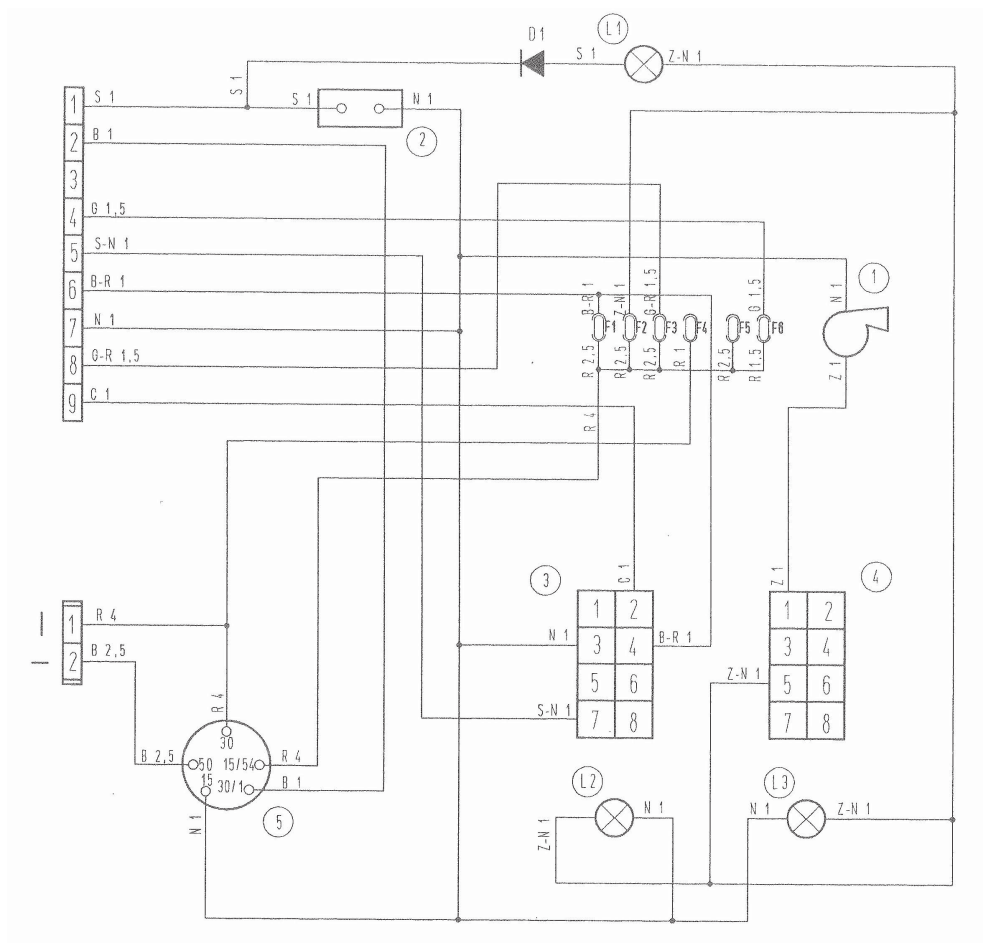 D1
L1
S 1
Z-N 1
S 1
1
S 1
S 1
N 1
2
B 1
2
3
4
G 1,5
5
S-N 1
6
B-R 1
7
N 1
8
G-R 1,5
9
C 1
B-R 1
Z-N 1
G-R 1,5
G 1,5
N 1
1
F1
F2
F3
F4
F5
F6
R 2,5
R 2,5
R 2,5
R 1
R 2,5
R 1,5
Z 1
R 4
3
C 1
Z 1
4
1 2
3 4
5 6
7 8
N 1
B-R 1
S-N 1
1 2
3 4
5 6
7 8
Z-N 1
1
R 4
2
B 2,5
R 4
30
B 2,5
50
15/54
R 4
15
30/1
B 1
N 1
5
L2
N 1
Z-N 1
L3
N 1
Z-N 1